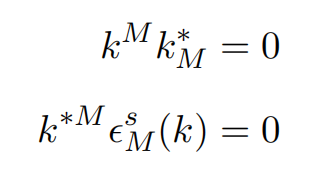 $k^M k^*_M = 0$
$k^{*M} \epsilon^s_M(k) = 0$